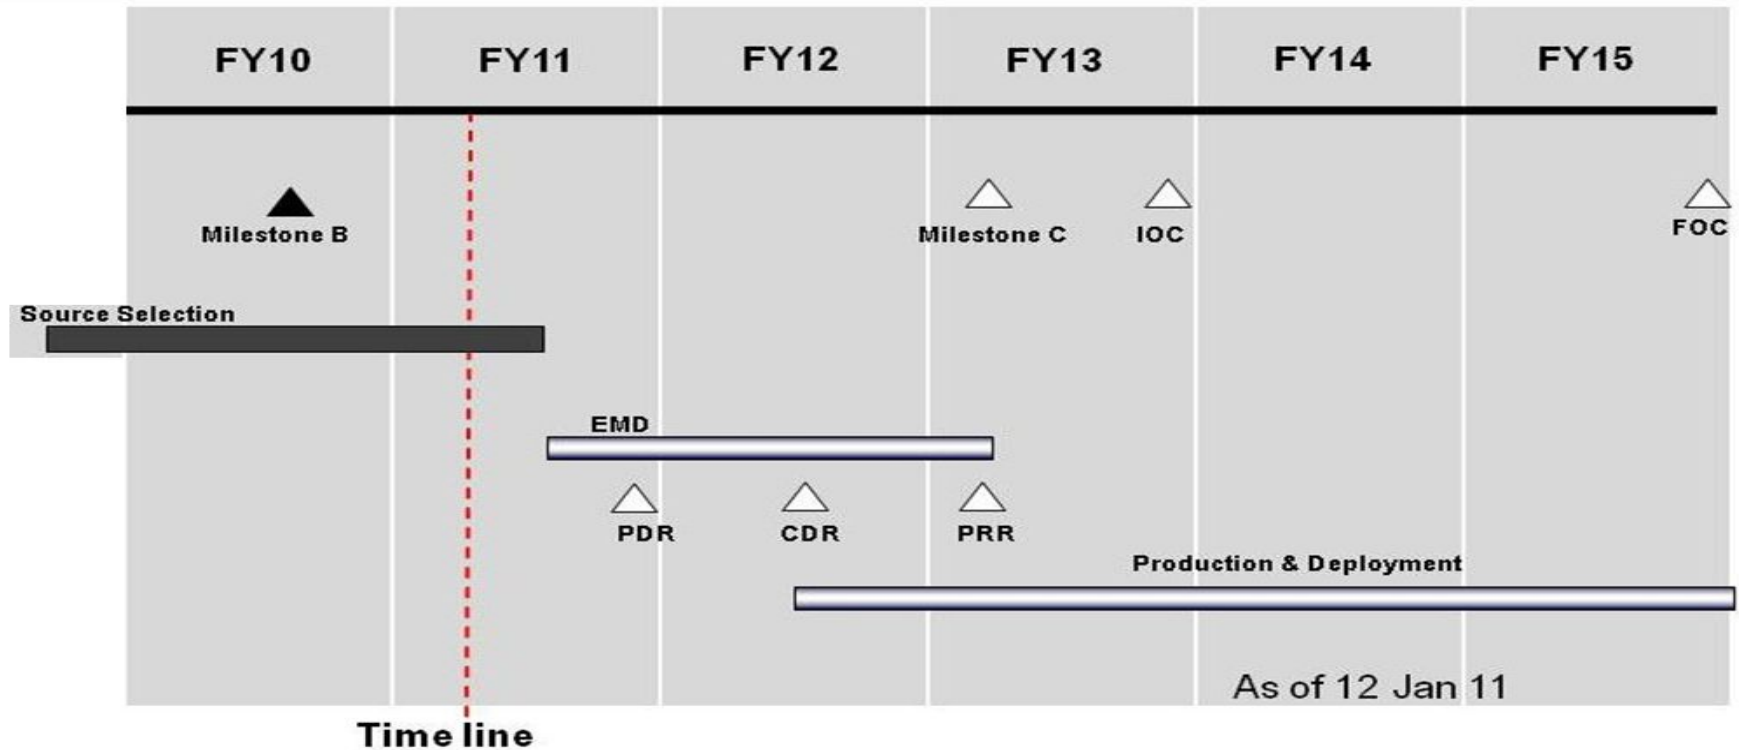 FY10 FY11 FY12 FY13 FY14 FY15
Milestone B
Milestone C
IOC
FOC
Source Selection
EMD
PDR
CDR
PRR
Production & Deployment
As of 12 Jan 11
Time line